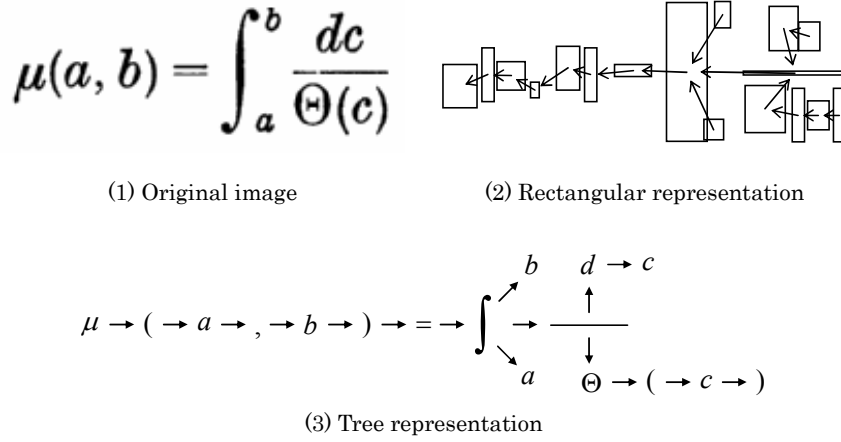 μ(a, b) = ∫_a^b dc / Θ(c)
(1) Original image
(2) Rectangular representation
μ → ( → a → , → b → ) → = → ∫ → —
b
d → c
a
Θ → ( → c → )
(3) Tree representation